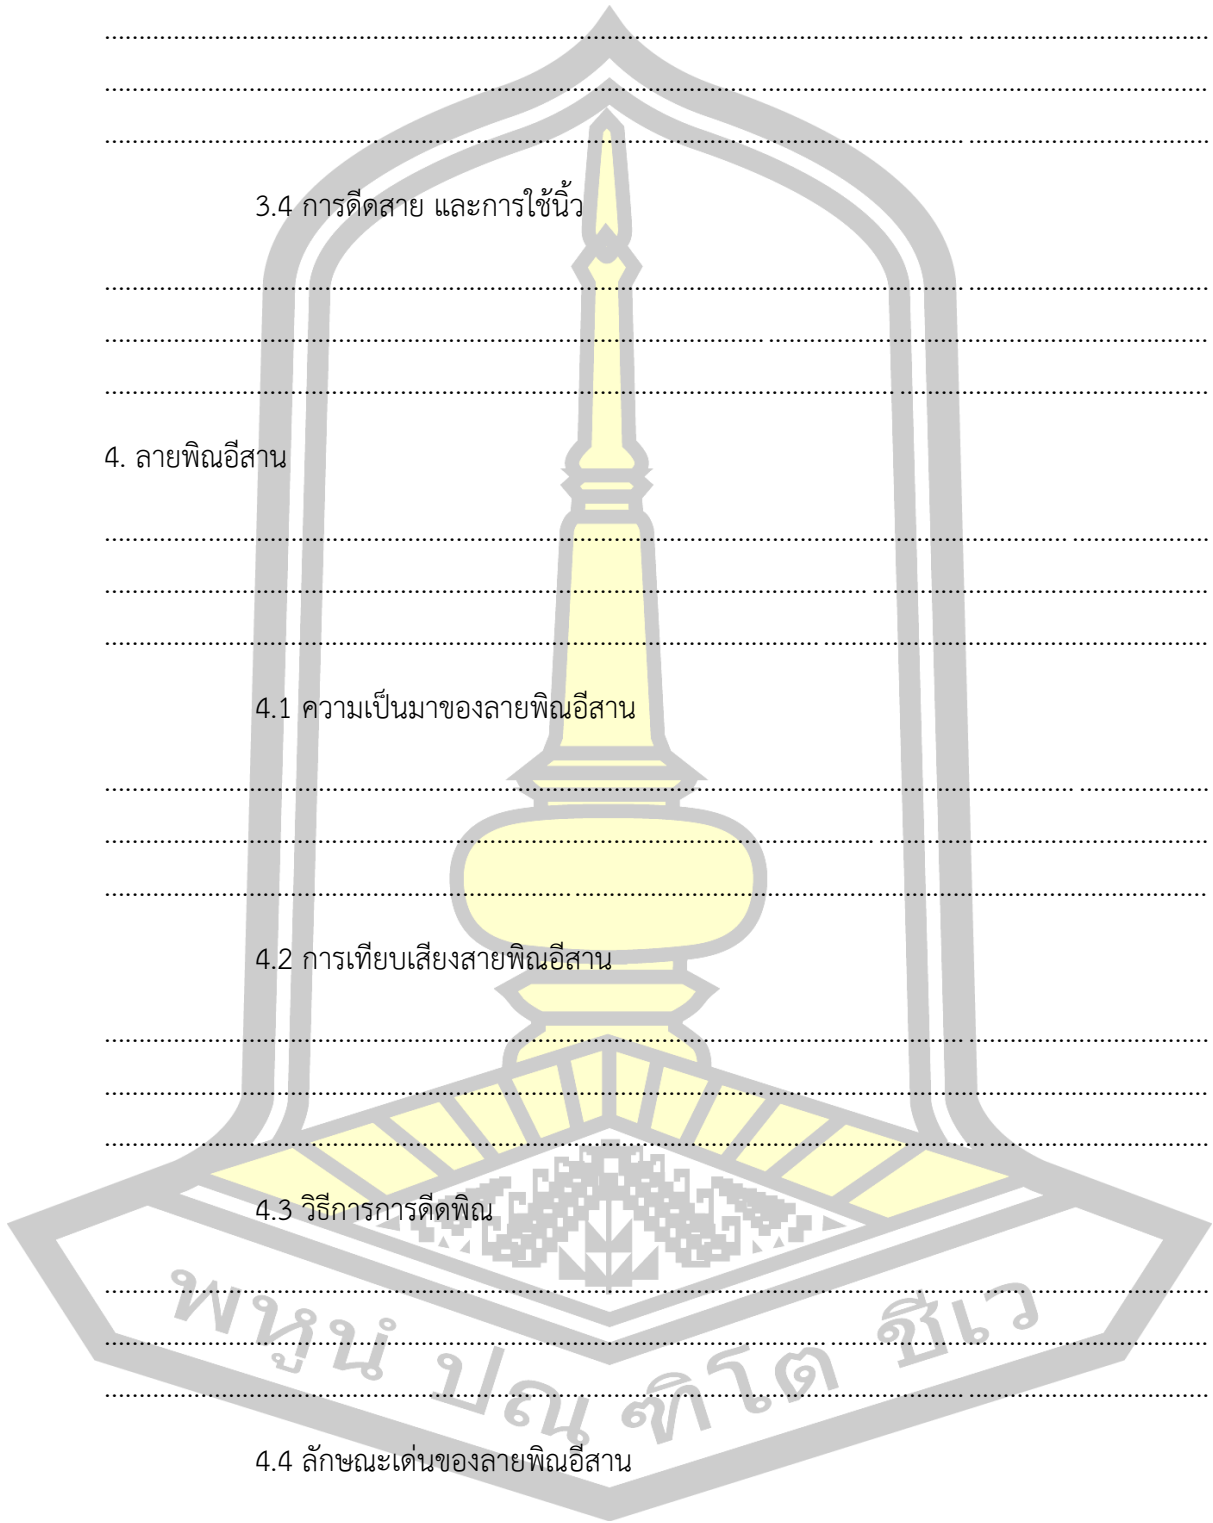 ................................................................................................................................ ....................................
................................................................................................. ...................................................................
................................................................................................................................ ....................................
3.4 การดีดสาย และการใช้นิ้ว
................................................................................................................................ ....................................
.................................................................................................. ..................................................................
...................................................................................................................... ..............................................
4. ลายพิณอีสาน
................................................................................................................................................ ....................
................................................................................................................. ...................................................
.......................................................................................................... ..........................................................
4.1 ความเป็นมาของลายพิณอีสาน
................................................................................................................................................. ...................
.................................................................................................................. ..................................................
..................................................................... ...............................................................................................
4.2 การเทียบเสียงสายพิณอีสาน
................................................................................................................................ ....................................
.................................................................................................. ..................................................................
................................................................................................................................... .................................
4.3 วิธีการการดีดพิณ
................................................................................................................................ ....................................
....................................................................................................................................................................
................................................................................................................................ ....................................
4.4 ลักษณะเด่นของลายพิณอีสาน
พหูนํ ปณฺฑิโต ชีเว